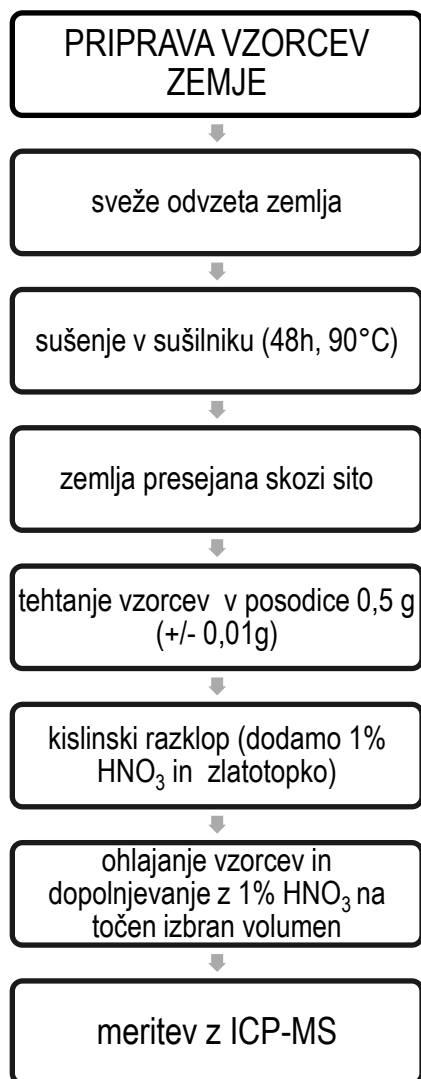 PRIPRAVA VZORCEV
ZEMJE
sveže odvzeta zemlja
sušenje v sušilniku (48h, 90°C)
zemlja presejana skozi sito
tehtanje vzorcev v posodice 0,5 g
(+/- 0,01g)
kislinski razklop (dodamo 1%
HNO₃ in zlatotopko)
ohlajanje vzorcev in
dopolnjevanje z 1% HNO₃ na
točen izbran volumen
meritev z ICP-MS